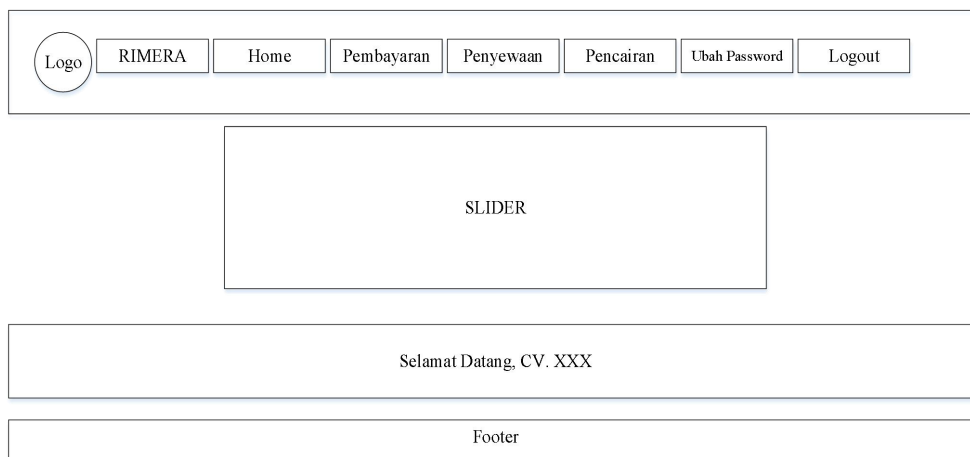 Logo RIMERA Home Pembayaran Penyewaan Pencairan Ubah Password Logout
SLIDER
Selamat Datang, CV. XXX
Footer